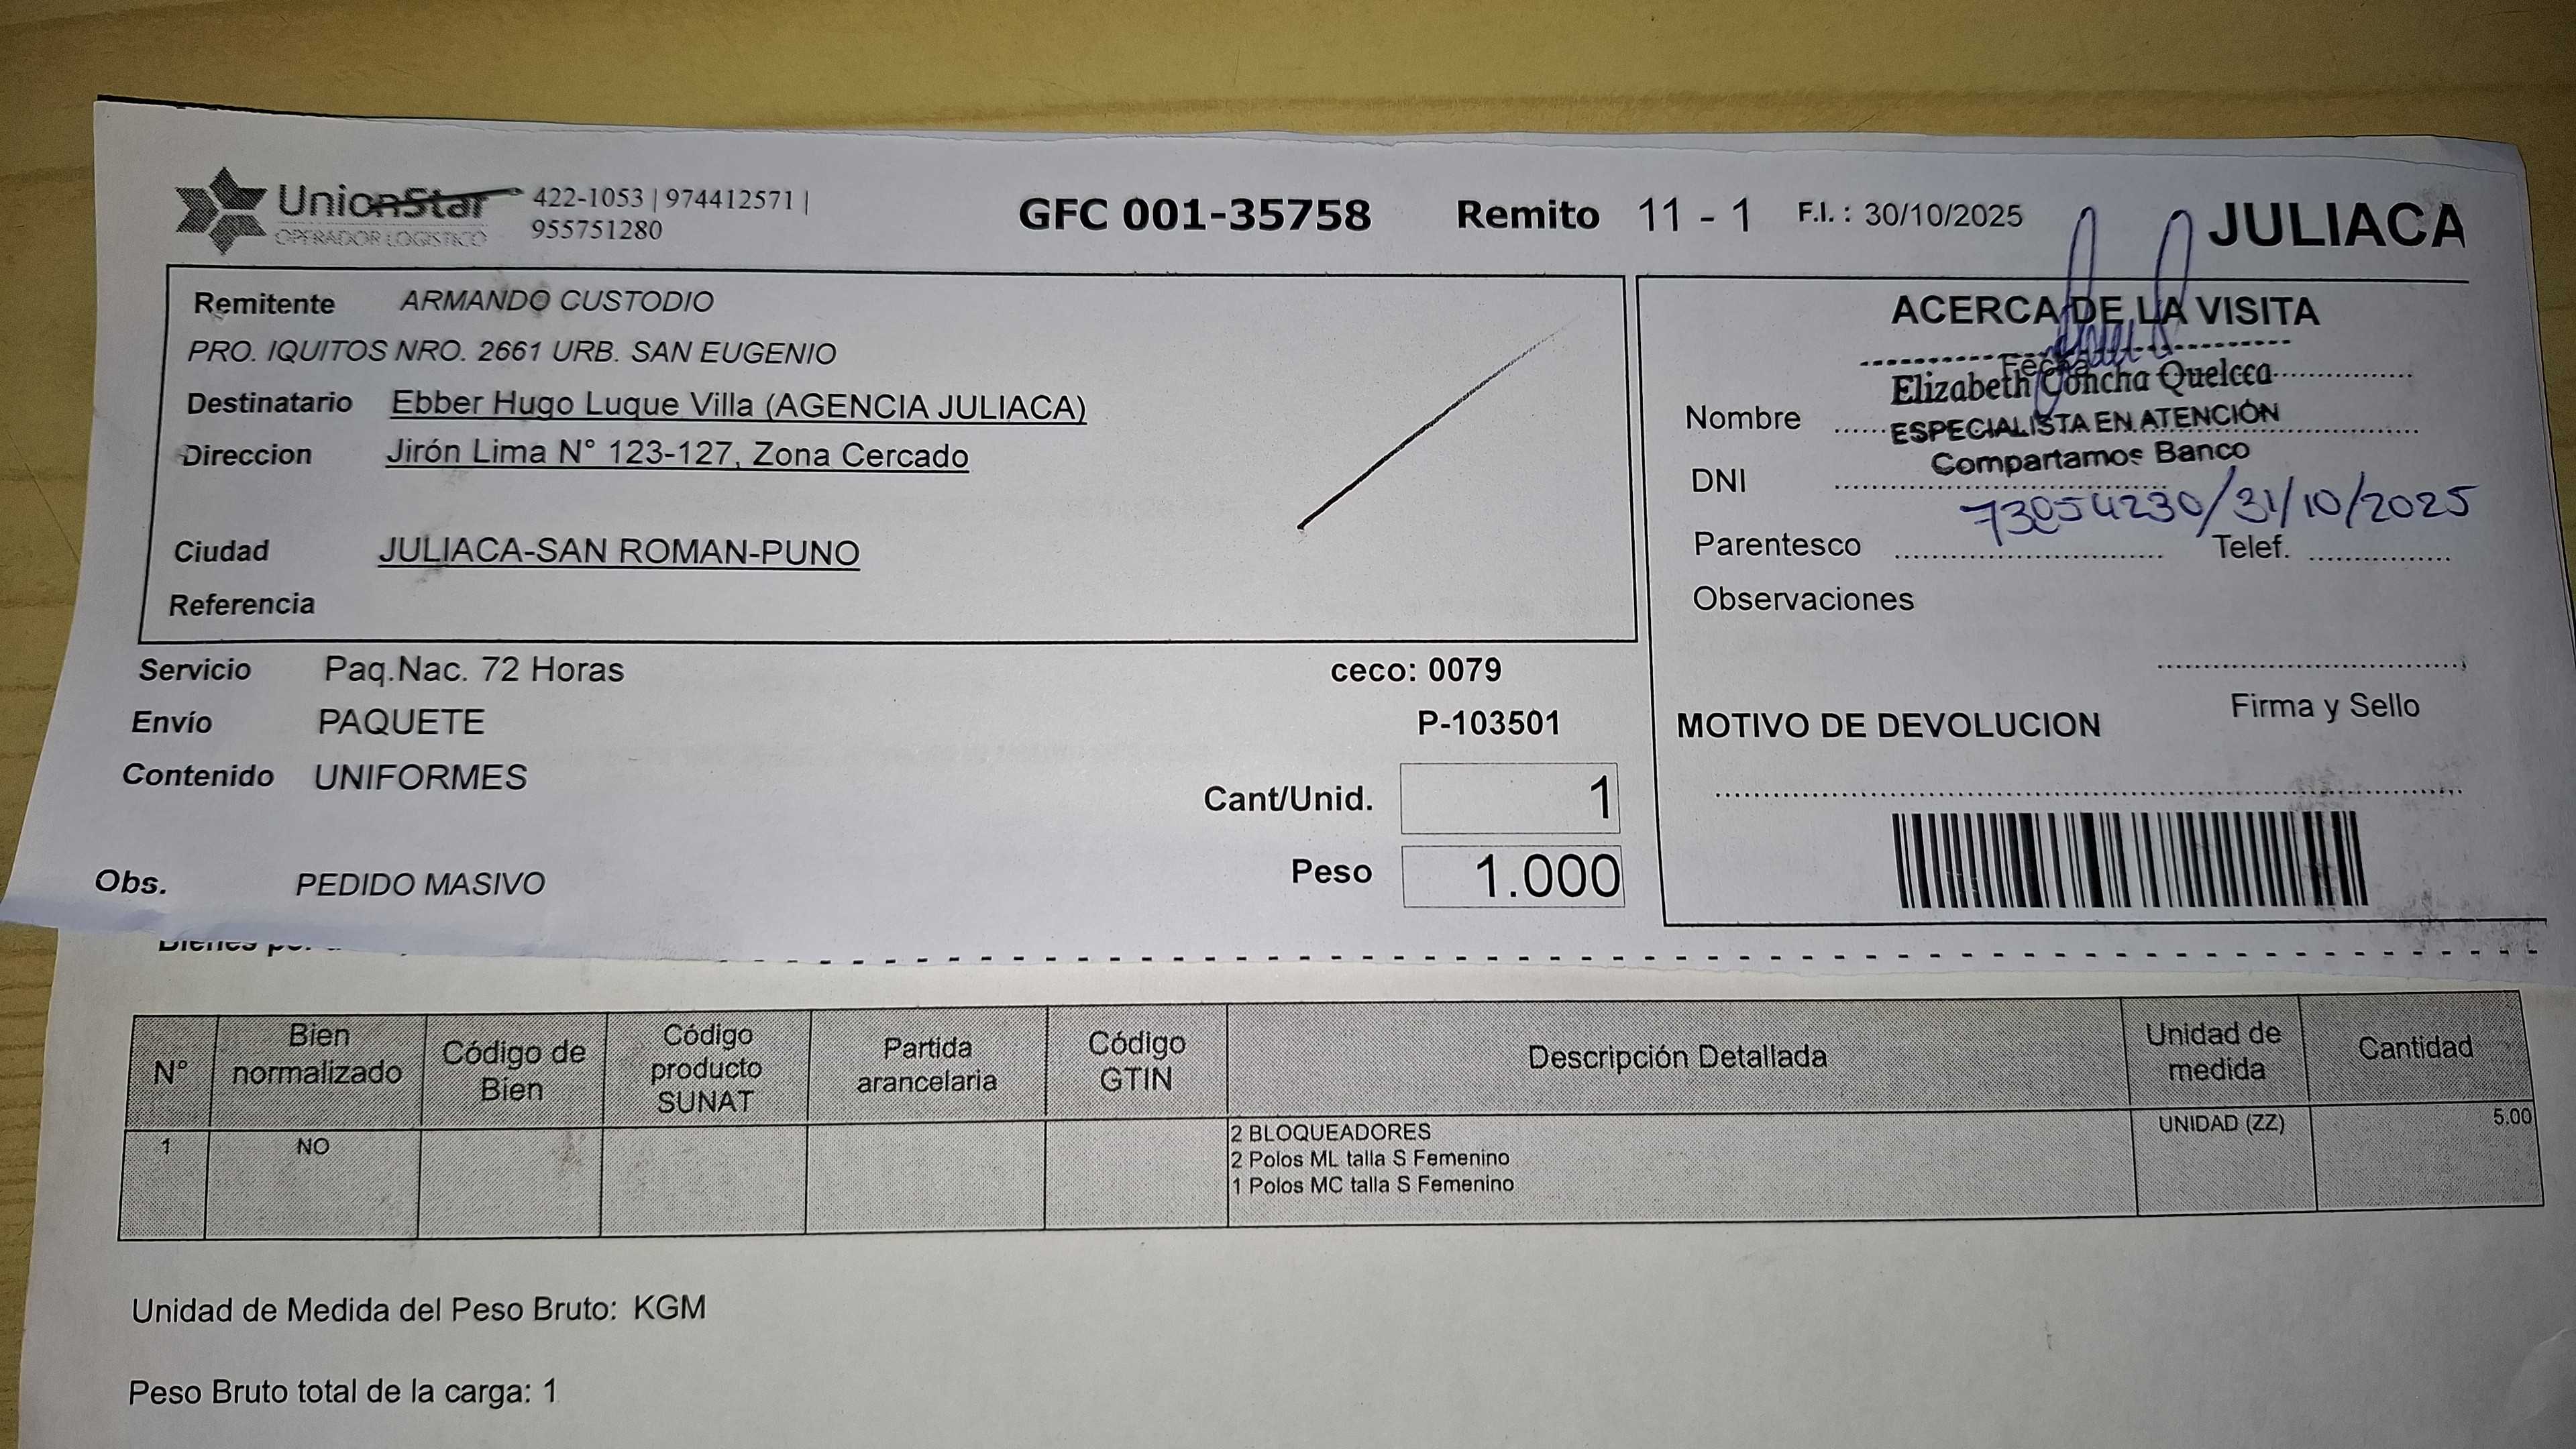 UnionStar
OPERADOR LOGISTICO
422-1053 | 974412571 |
955751280
GFC 001-35758 Remito 11 - 1 F.I. : 30/10/2025 JULIACA
Remitente ARMANDO CUSTODIO
PRO. IQUITOS NRO. 2661 URB. SAN EUGENIO
Destinatario Ebber Hugo Luque Villa (AGENCIA JULIACA)
Direccion Jirón Lima N° 123-127, Zona Cercado
Ciudad JULIACA-SAN ROMAN-PUNO
Referencia
Servicio Paq.Nac. 72 Horas ceco: 0079
Envío PAQUETE P-103501
Contenido UNIFORMES
Cant/Unid. 1
Peso 1.000
Obs. PEDIDO MASIVO
ACERCA DE LA VISITA
Fecha
Elizabeth Concha Quelcca
Nombre
ESPECIALISTA EN ATENCIÓN
Compartamos Banco
DNI
73054230/31/10/2025
Parentesco Telef.
Observaciones
Firma y Sello
MOTIVO DE DEVOLUCION
N° Bien normalizado Código de Bien Código producto SUNAT Partida arancelaria Código GTIN Descripción Detallada Unidad de medida Cantidad
1 NO 2 BLOQUEADORES UNIDAD (ZZ) 5.00
2 Polos ML talla S Femenino
1 Polos MC talla S Femenino
Unidad de Medida del Peso Bruto: KGM
Peso Bruto total de la carga: 1